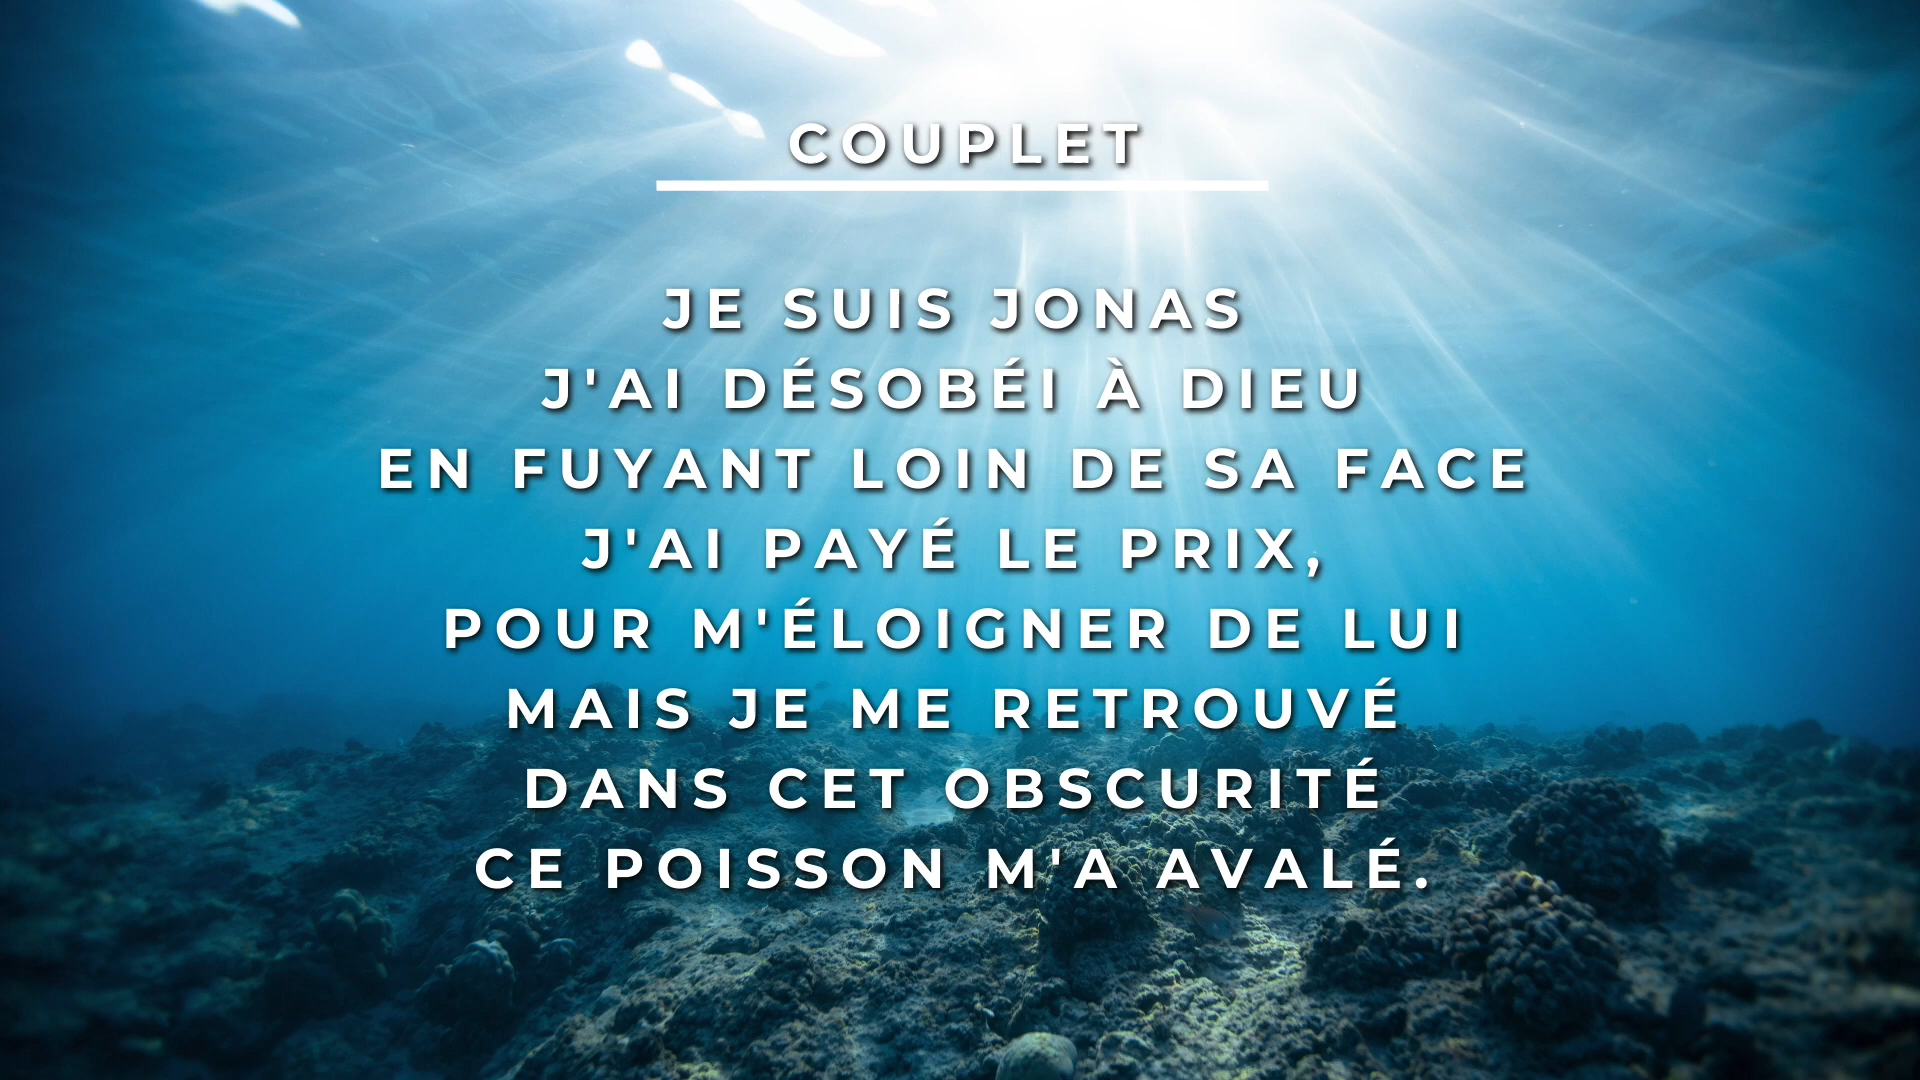 COUPLET
JE SUIS JONAS
J'AI DÉSOBÉI À DIEU
EN FUYANT LOIN DE SA FACE
J'AI PAYÉ LE PRIX,
POUR M'ÉLOIGNER DE LUI
MAIS JE ME RETROUVÉ
DANS CET OBSCURITÉ
CE POISSON M'A AVALÉ.